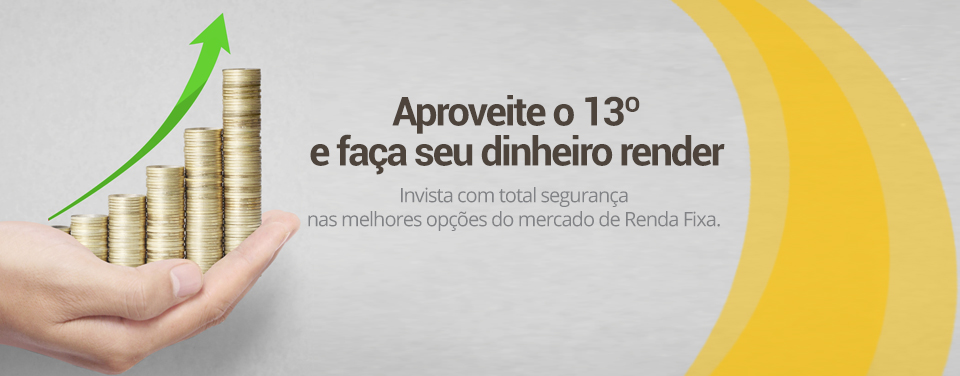 Aproveite o 13º
e faça seu dinheiro render
Invista com total segurança
nas melhores opções do mercado de Renda Fixa.